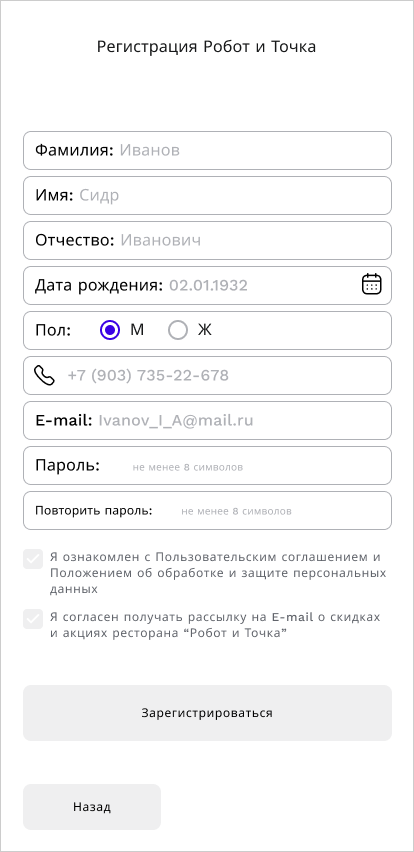 Регистрация Робот и Точка
Фамилия: Иванов
Имя: Сидр
Отчество: Иванович
Дата рождения: 02.01.1932
Пол: М Ж
+7 (903) 735-22-678
E-mail: Ivanov_I_A@mail.ru
Пароль: не менее 8 символов
Повторить пароль: не менее 8 символов
Я ознакомлен с Пользовательским соглашением и
Положением об обработке и защите персональных
данных
Я согласен получать рассылку на E-mail о скидках
и акциях ресторана “Робот и Точка”
Зарегистрироваться
Назад